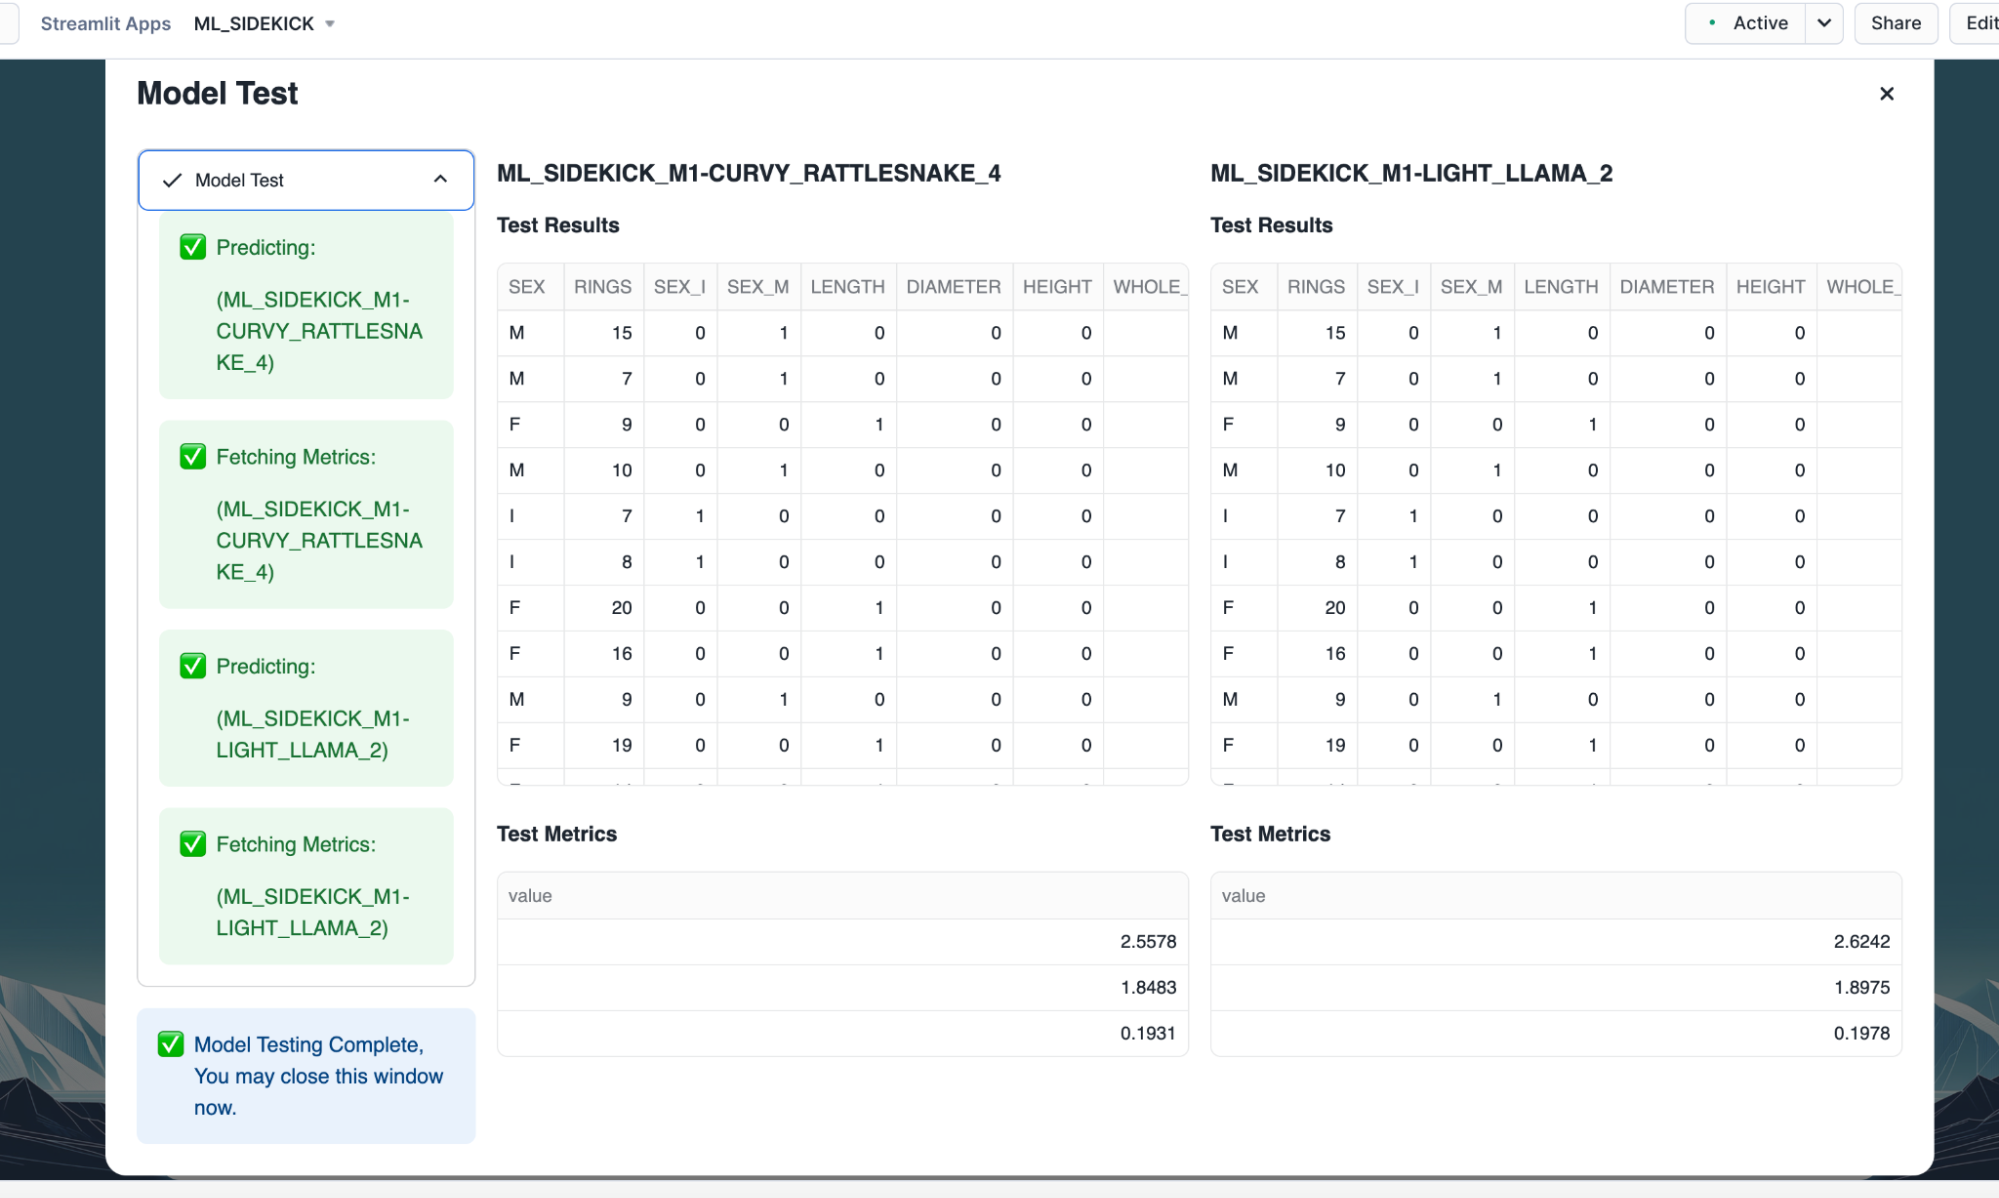 Streamlit Apps ML_SIDEKICK
Active
Share
Edit
Model Test
Model Test
Predicting:
(ML_SIDEKICK_M1-
CURVY_RATTLESNA
KE_4)
Fetching Metrics:
(ML_SIDEKICK_M1-
CURVY_RATTLESNA
KE_4)
Predicting:
(ML_SIDEKICK_M1-
LIGHT_LLAMA_2)
Fetching Metrics:
(ML_SIDEKICK_M1-
LIGHT_LLAMA_2)
Model Testing Complete,
You may close this window
now.
ML_SIDEKICK_M1-CURVY_RATTLESNAKE_4
Test Results
SEX RINGS SEX_I SEX_M LENGTH DIAMETER HEIGHT WHOLE_
M 15 0 1 0 0 0
M 7 0 1 0 0 0
F 9 0 0 1 0 0
M 10 0 1 0 0 0
I 7 1 0 0 0 0
I 8 1 0 0 0 0
F 20 0 0 1 0 0
F 16 0 0 1 0 0
M 9 0 1 0 0 0
F 19 0 0 1 0 0
Test Metrics
value
2.5578
1.8483
0.1931
ML_SIDEKICK_M1-LIGHT_LLAMA_2
Test Results
SEX RINGS SEX_I SEX_M LENGTH DIAMETER HEIGHT WHOLE_
M 15 0 1 0 0 0
M 7 0 1 0 0 0
F 9 0 0 1 0 0
M 10 0 1 0 0 0
I 7 1 0 0 0 0
I 8 1 0 0 0 0
F 20 0 0 1 0 0
F 16 0 0 1 0 0
M 9 0 1 0 0 0
F 19 0 0 1 0 0
Test Metrics
value
2.6242
1.8975
0.1978